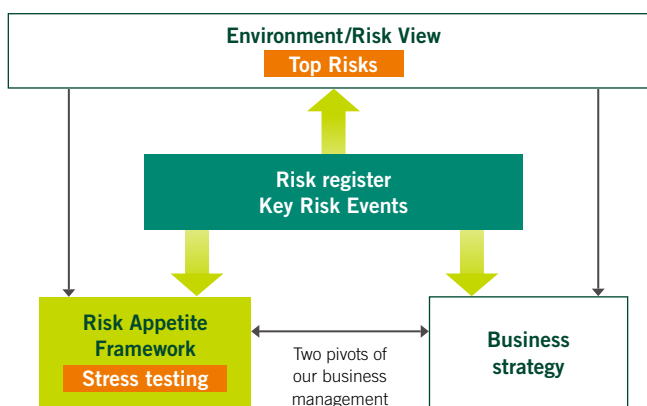 Environment/Risk View
Top Risks
Risk register
Key Risk Events
Risk Appetite
Framework
Stress testing
Two pivots of
our business
management
Business
strategy